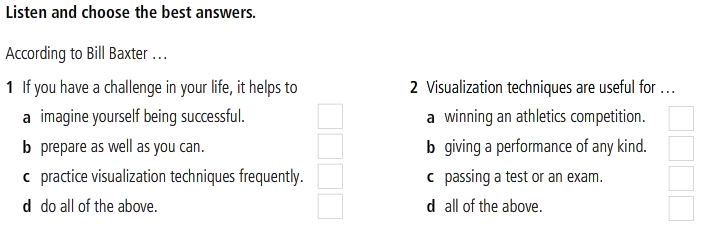 Listen and choose the best answers.
According to Bill Baxter …
1 If you have a challenge in your life, it helps to
a imagine yourself being successful.
b prepare as well as you can.
c practice visualization techniques frequently.
d do all of the above.
2 Visualization techniques are useful for …
a winning an athletics competition.
b giving a performance of any kind.
c passing a test or an exam.
d all of the above.